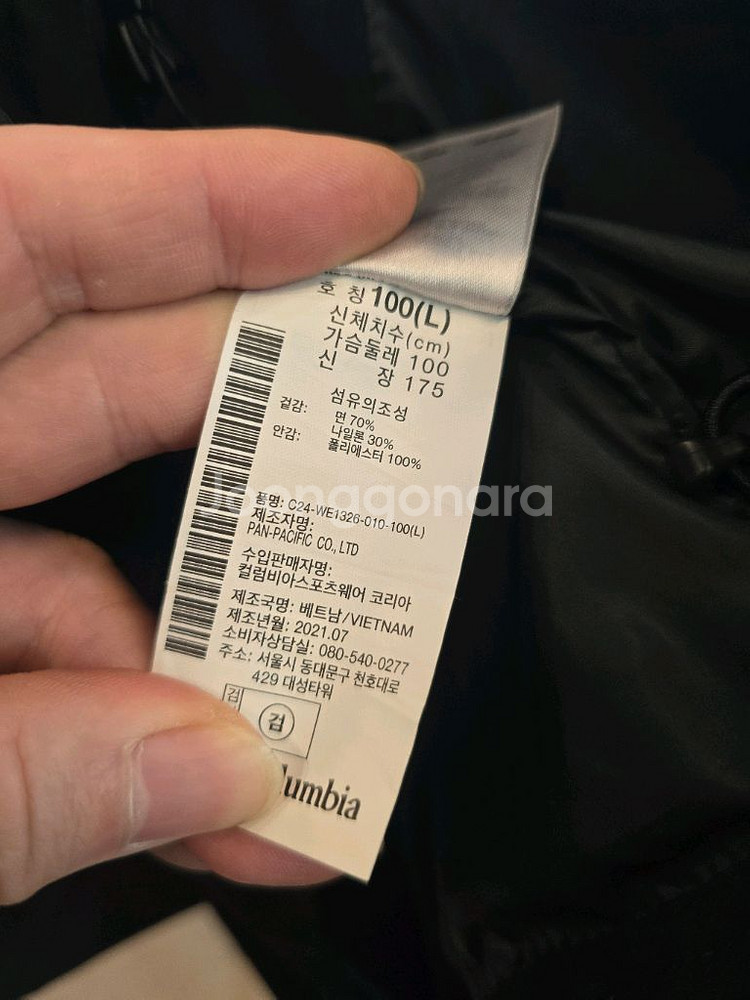 호 칭 100(L)
신체치수(cm)
가슴둘레 100
신 장 175
섬유의조성
겉감: 면 70%
나일론 30%
안감: 폴리에스터 100%
Joonggonara
품명: C24-WE1326-010-100(L)
제조자명:
PAN-PACIFIC CO., LTD
수입판매자명:
컬럼비아스포츠웨어 코리아
제조국명: 베트남/VIETNAM
제조년월: 2021.07
소비자상담실: 080-540-0277
주소: 서울시 동대문구 천호대로
429 대성타워
검
검
lumbia